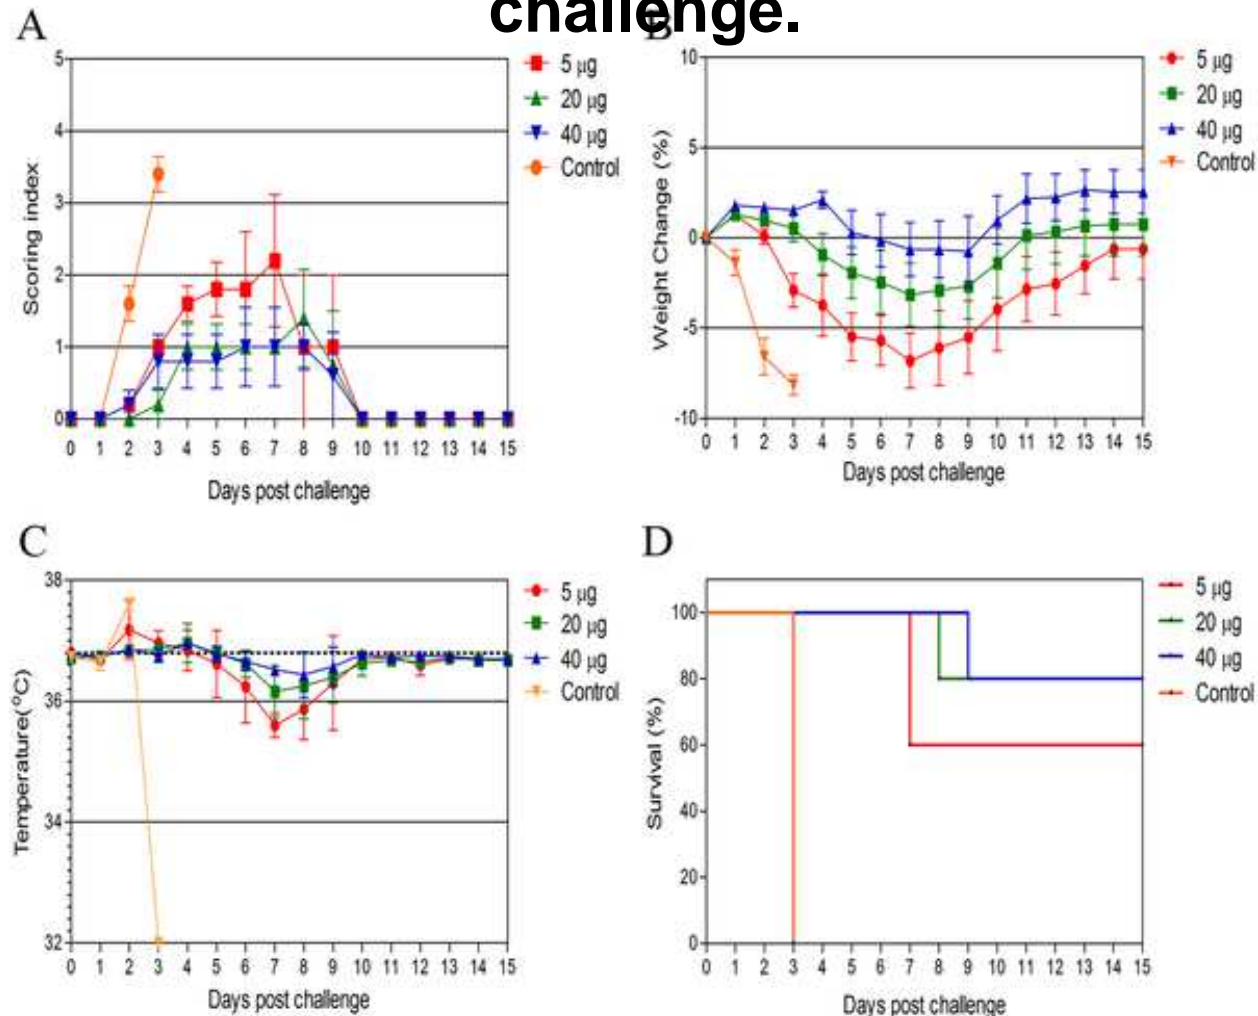 challenge.
A
5
4
3
2
1
0
Scoring index
0 1 2 3 4 5 6 7 8 9 10 11 12 13 14 15
Days post challenge
5 µg
20 µg
40 µg
Control
B
10
5
0
-5
-10
Weight Change (%)
0 1 2 3 4 5 6 7 8 9 10 11 12 13 14 15
Days post challenge
5 µg
20 µg
40 µg
Control
C
38
36
34
32
Temperature(°C)
0 1 2 3 4 5 6 7 8 9 10 11 12 13 14 15
Days post challenge
5 µg
20 µg
40 µg
Control
D
100
80
60
40
20
0
Survival (%)
0 1 2 3 4 5 6 7 8 9 10 11 12 13 14 15
Days post challenge
5 µg
20 µg
40 µg
Control